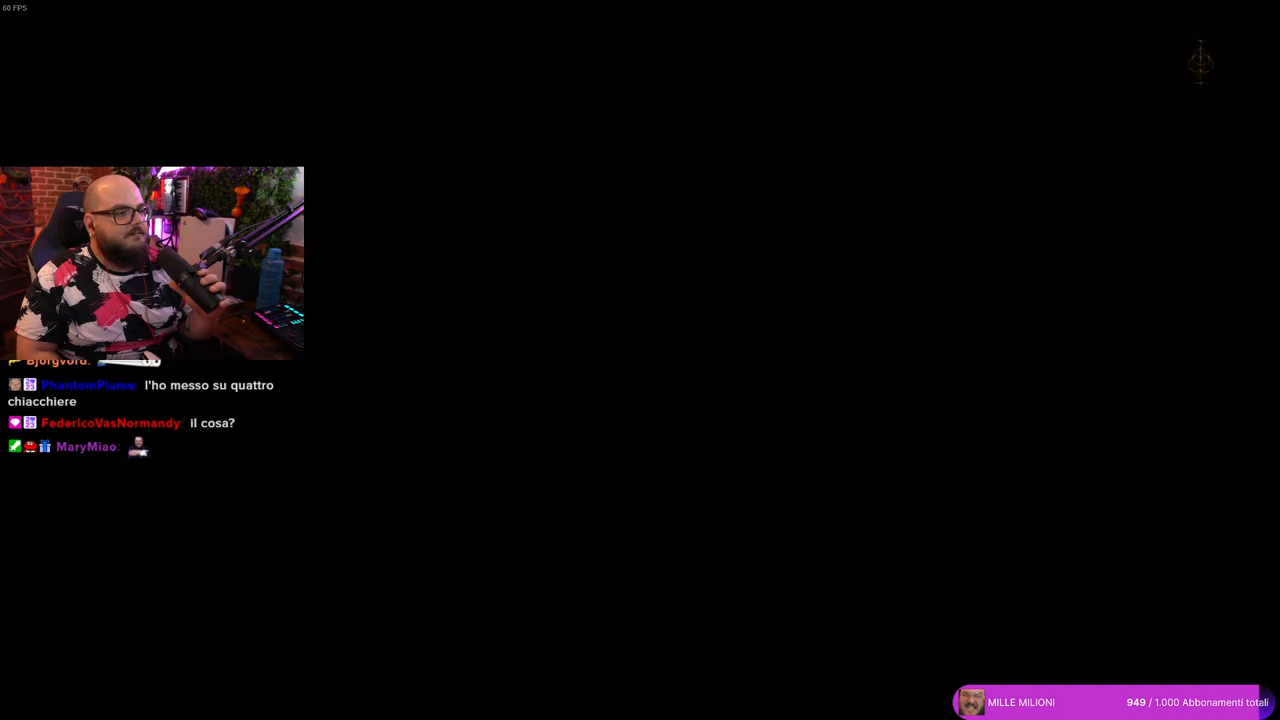 60 FPS
Bjorgvord:
PhantomPlume: l'ho messo su quattro
chiacchiere
FedericoVasNormandy: il cosa?
MaryMiao:
MILLE MILIONI 949 / 1.000 Abbonamenti totali